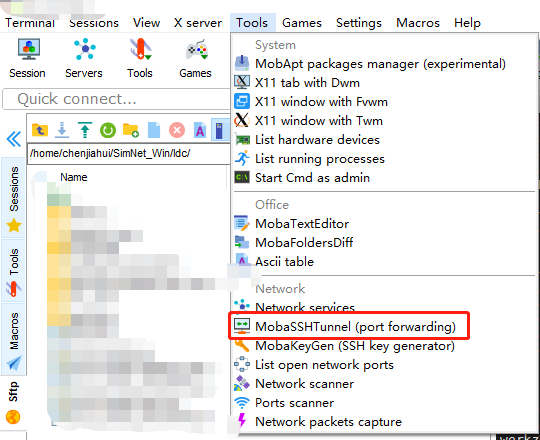 Terminal Sessions View X server Tools Games Settings Macros Help
Session Servers Tools Games
Quick connect...
/home/chenjiahui/SimNet_Win/ldc/
Name
Sessions
Tools
Macros
Sftp
System
MobApt packages manager (experimental)
X11 tab with Dwm
X11 window with Fvwm
X11 window with Twm
List hardware devices
List running processes
Start Cmd as admin
Office
MobaTextEditor
MobaFoldersDiff
Ascii table
Network
Network services
MobaSSHTunnel (port forwarding)
MobaKeyGen (SSH key generator)
List open network ports
Network scanner
Ports scanner
Network packets capture